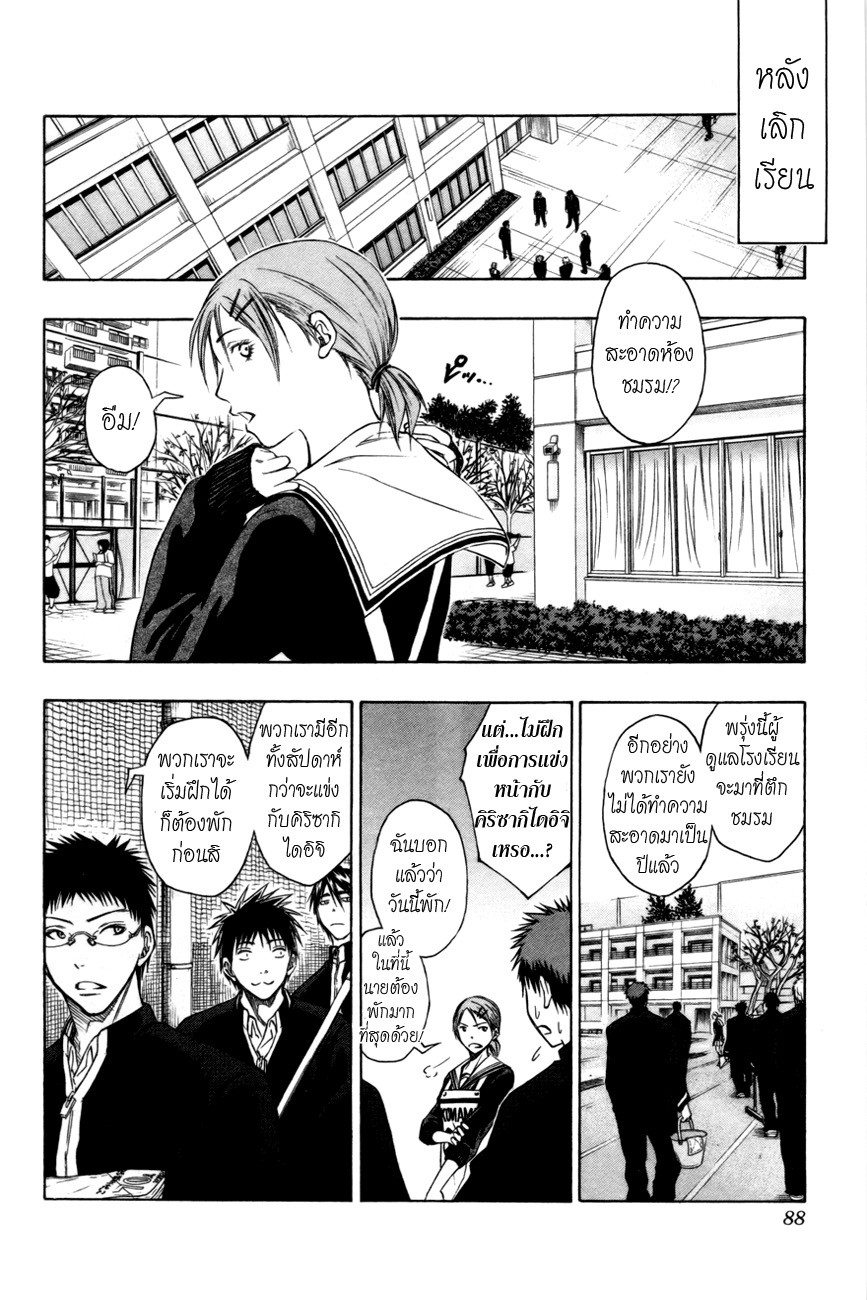 หลัง
เลิก
เรียน
ทำความ
สะอาดห้อง
ชมรม!?
อืม!
พรุ่งนี้ผู้
ดูแลโรงเรียน
จะมาที่ตึก
ชมรม
อีกอย่าง
พวกเรายัง
ไม่ได้ทำความ
สะอาดมาเป็น
ปีแล้ว
แต่...ไม่ฝึก
เพื่อการแข่ง
หน้ากับ
คิริซากิไดอิจิ
เหรอ...?
ฉันบอก
แล้วว่า
วันนี้พัก!
แล้ว
ในที่นี้
นายต้อง
พักมาก
ที่สุดด้วย!
พวกเรามีอีก
ทั้งสัปดาห์
กว่าจะแข่ง
กับคิริซากิ
ไดอิจิ
พวกเราจะ
เริ่มฝึกได้
ก็ต้องพัก
ก่อนสิ
88